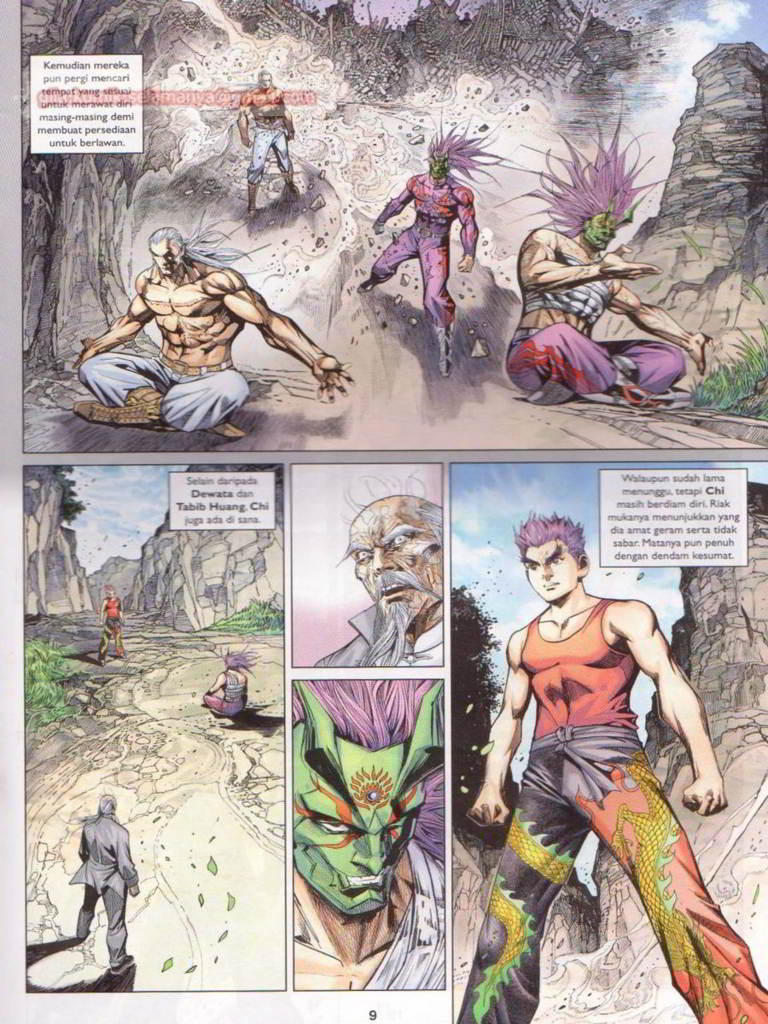 Kemudian mereka
pun pergi mencari
tempat yang sesuai
untuk merawat diri
masing-masing demi
membuat persediaan
untuk berlawan.
Selain daripada
Dewata dan
Tabib Huang, Chi
juga ada di sana.
Walaupun sudah lama
menunggu, tetapi Chi
masih berdiam diri. Riak
mukanya menunjukkan yang
dia amat geram serta tidak
sabar. Matanya pun penuh
dengan dendam kesumat.
9